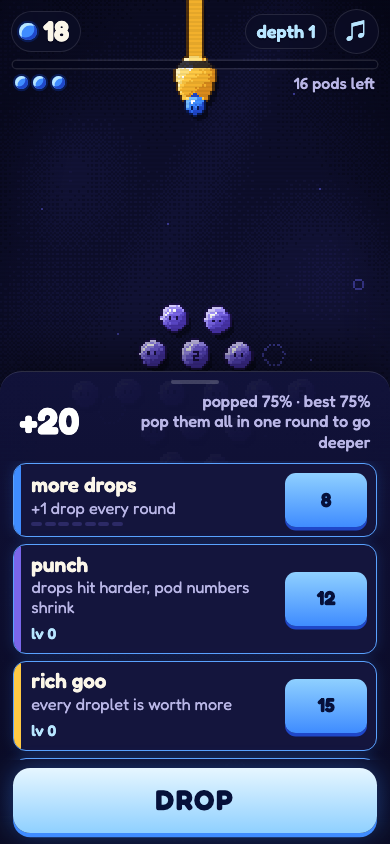 18
depth 1
16 pods left
+20
popped 75% · best 75%
pop them all in one round to go
deeper
more drops
+1 drop every round
8
punch
drops hit harder, pod numbers
shrink
lv 0
12
rich goo
every droplet is worth more
lv 0
15
DROP